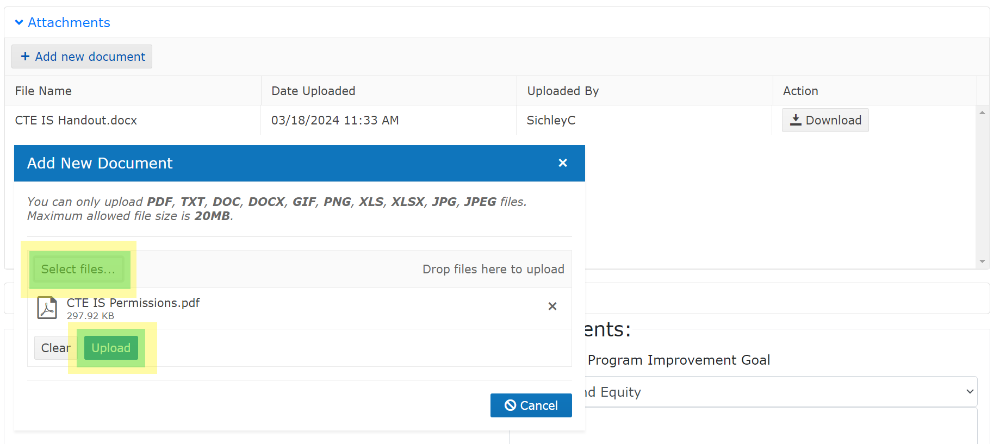 Attachments
+ Add new document
File Name Date Uploaded Uploaded By Action
CTE IS Handout.docx 03/18/2024 11:33 AM SichleyC Download
Add New Document
You can only upload PDF, TXT, DOC, DOCX, GIF, PNG, XLS, XLSX, JPG, JPEG files.
Maximum allowed file size is 20MB.
Select files... Drop files here to upload
CTE IS Permissions.pdf
297.92 KB
ents:
Clear Upload
Program Improvement Goal
nd Equity
Cancel